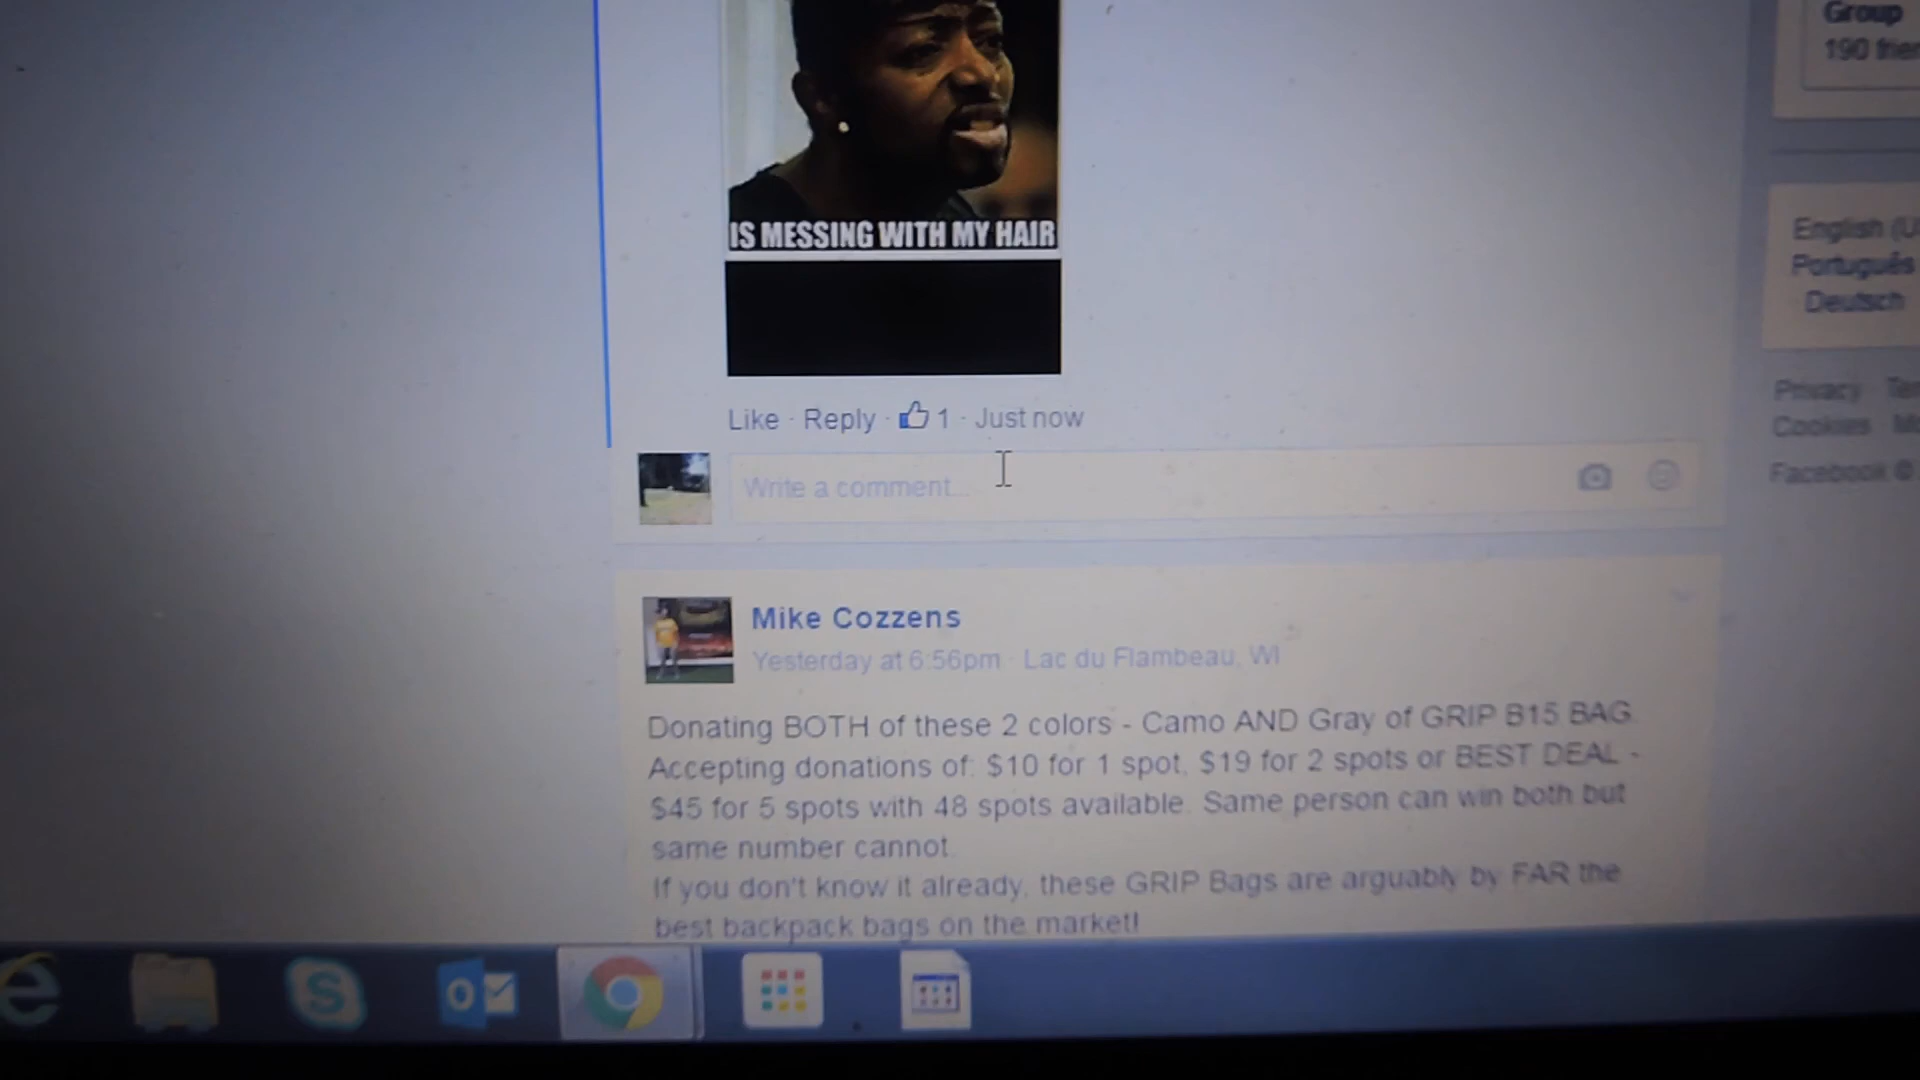 Group
190
IS MESSING WITH MY HAIR
English
Português
Deutsch
Privacy
Cookies
Facebook ©
Like · Reply · 1 · Just now
Write a comment...
Mike Cozzens
Yesterday at 6:56pm · Lac du Flambeau, WI
Donating BOTH of these 2 colors - Camo AND Gray of GRIP B15 BAG.
Accepting donations of: $10 for 1 spot, $19 for 2 spots or BEST DEAL -
$45 for 5 spots with 48 spots available. Same person can win both but
same number cannot.
If you don't know it already, these GRIP Bags are arguably by FAR the
best backpack bags on the market!